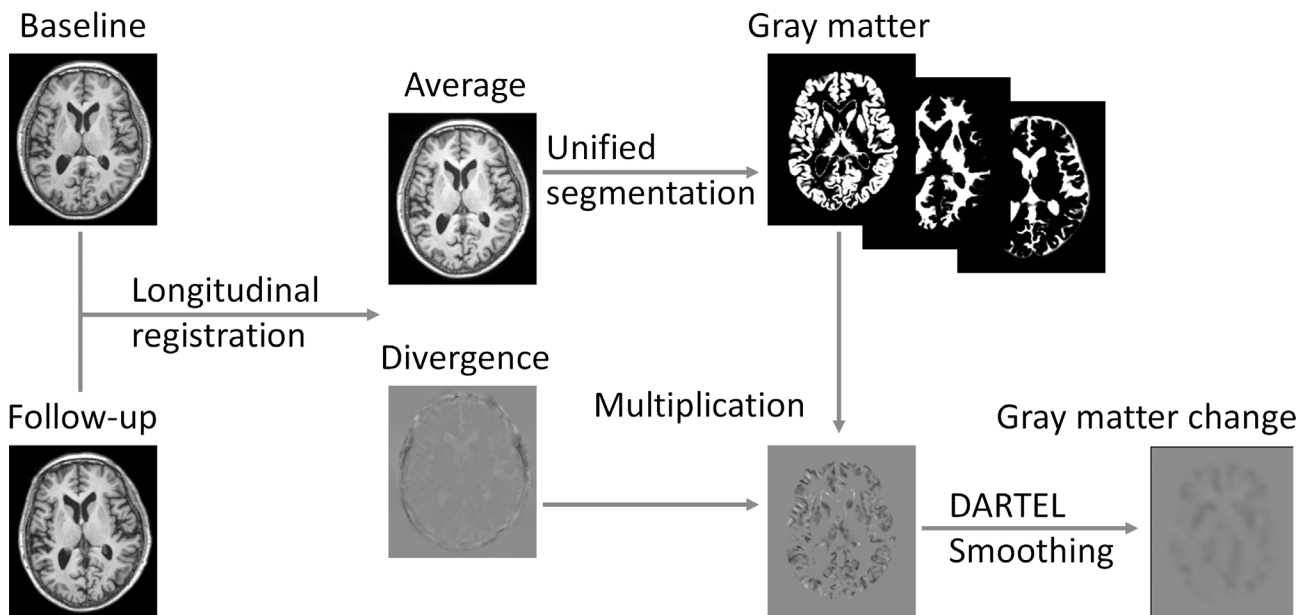 Baseline
Gray matter
Average
Unified
segmentation
Longitudinal
registration
Divergence
Multiplication
Follow-up
Gray matter change
DARTEL
Smoothing